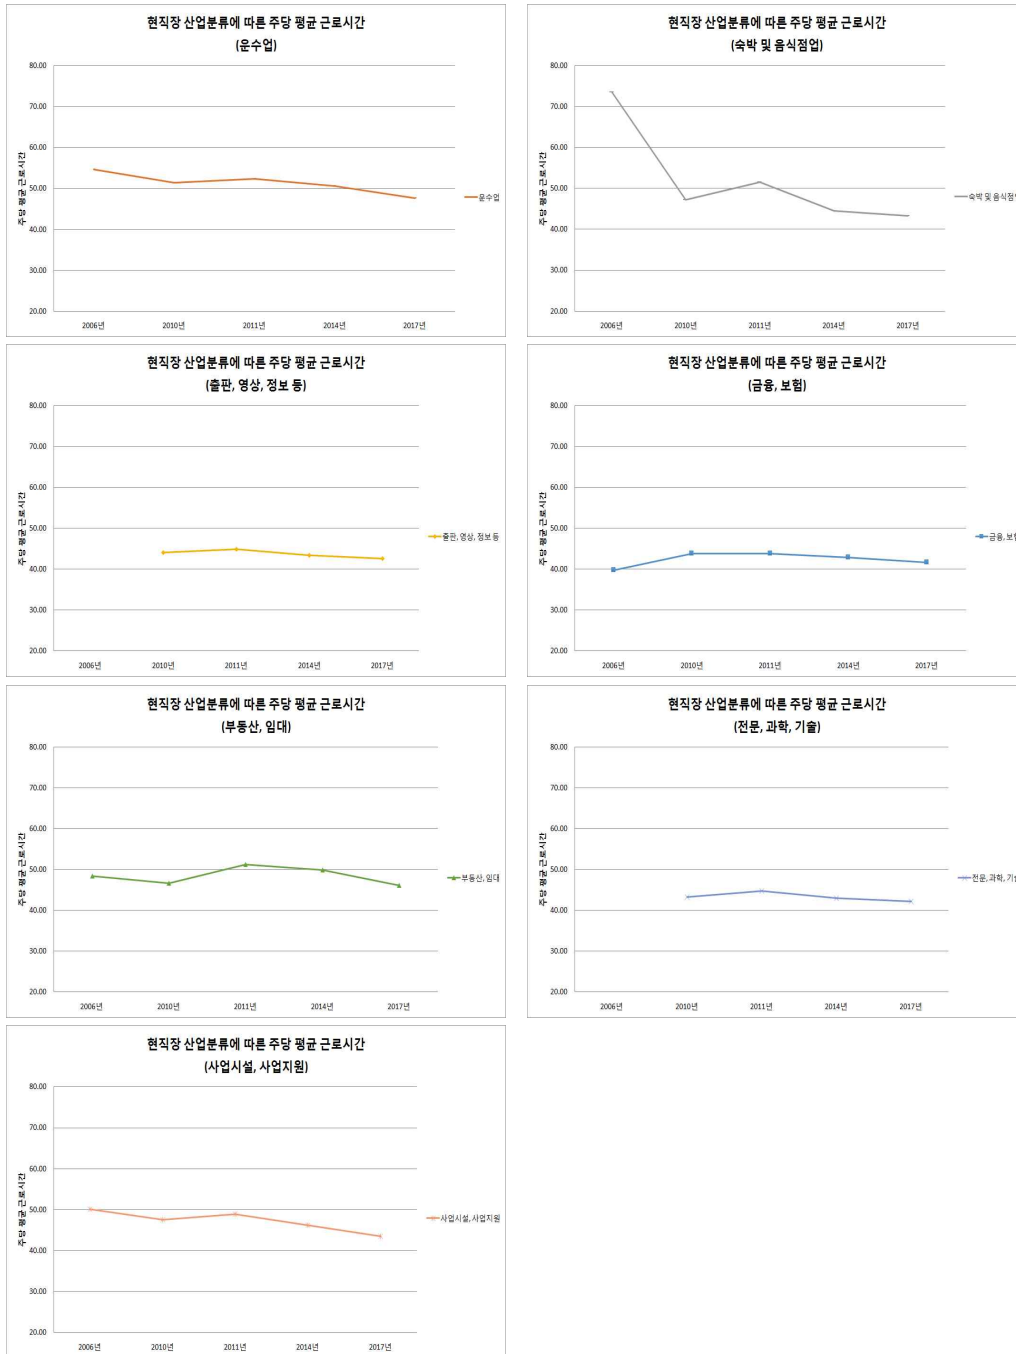 현직장 산업분류에 따른 주당 평균 근로시간
(운수업)
80.00
70.00
60.00
50.00
40.00
30.00
20.00
주당 평균 근로시간
2006년 2010년 2011년 2014년 2017년
운수업
현직장 산업분류에 따른 주당 평균 근로시간
(숙박 및 음식점업)
80.00
70.00
60.00
50.00
40.00
30.00
20.00
주당 평균 근로시간
2006년 2010년 2011년 2014년 2017년
숙박 및 음식점업
현직장 산업분류에 따른 주당 평균 근로시간
(출판, 영상, 정보 등)
80.00
70.00
60.00
50.00
40.00
30.00
20.00
주당 평균 근로시간
2006년 2010년 2011년 2014년 2017년
출판, 영상, 정보 등
현직장 산업분류에 따른 주당 평균 근로시간
(금융, 보험)
80.00
70.00
60.00
50.00
40.00
30.00
20.00
주당 평균 근로시간
2006년 2010년 2011년 2014년 2017년
금융, 보험
현직장 산업분류에 따른 주당 평균 근로시간
(부동산, 임대)
80.00
70.00
60.00
50.00
40.00
30.00
20.00
주당 평균 근로시간
2006년 2010년 2011년 2014년 2017년
부동산, 임대
현직장 산업분류에 따른 주당 평균 근로시간
(전문, 과학, 기술)
80.00
70.00
60.00
50.00
40.00
30.00
20.00
주당 평균 근로시간
2006년 2010년 2011년 2014년 2017년
전문, 과학, 기술
현직장 산업분류에 따른 주당 평균 근로시간
(사업시설, 사업지원)
80.00
70.00
60.00
50.00
40.00
30.00
20.00
주당 평균 근로시간
2006년 2010년 2011년 2014년 2017년
사업시설, 사업지원